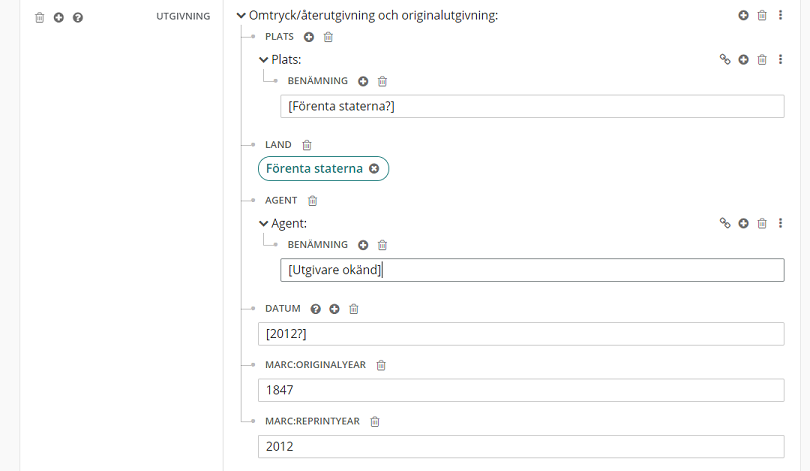 UTGIVNING
Omtryck/återutgivning och originalutgivning:
PLATS
Plats:
BENÄMNING
[Förenta staterna?]
LAND
Förenta staterna
AGENT
Agent:
BENÄMNING
[Utgivare okänd]
DATUM
[2012?]
MARC:ORIGINALYEAR
1847
MARC:REPRINTYEAR
2012